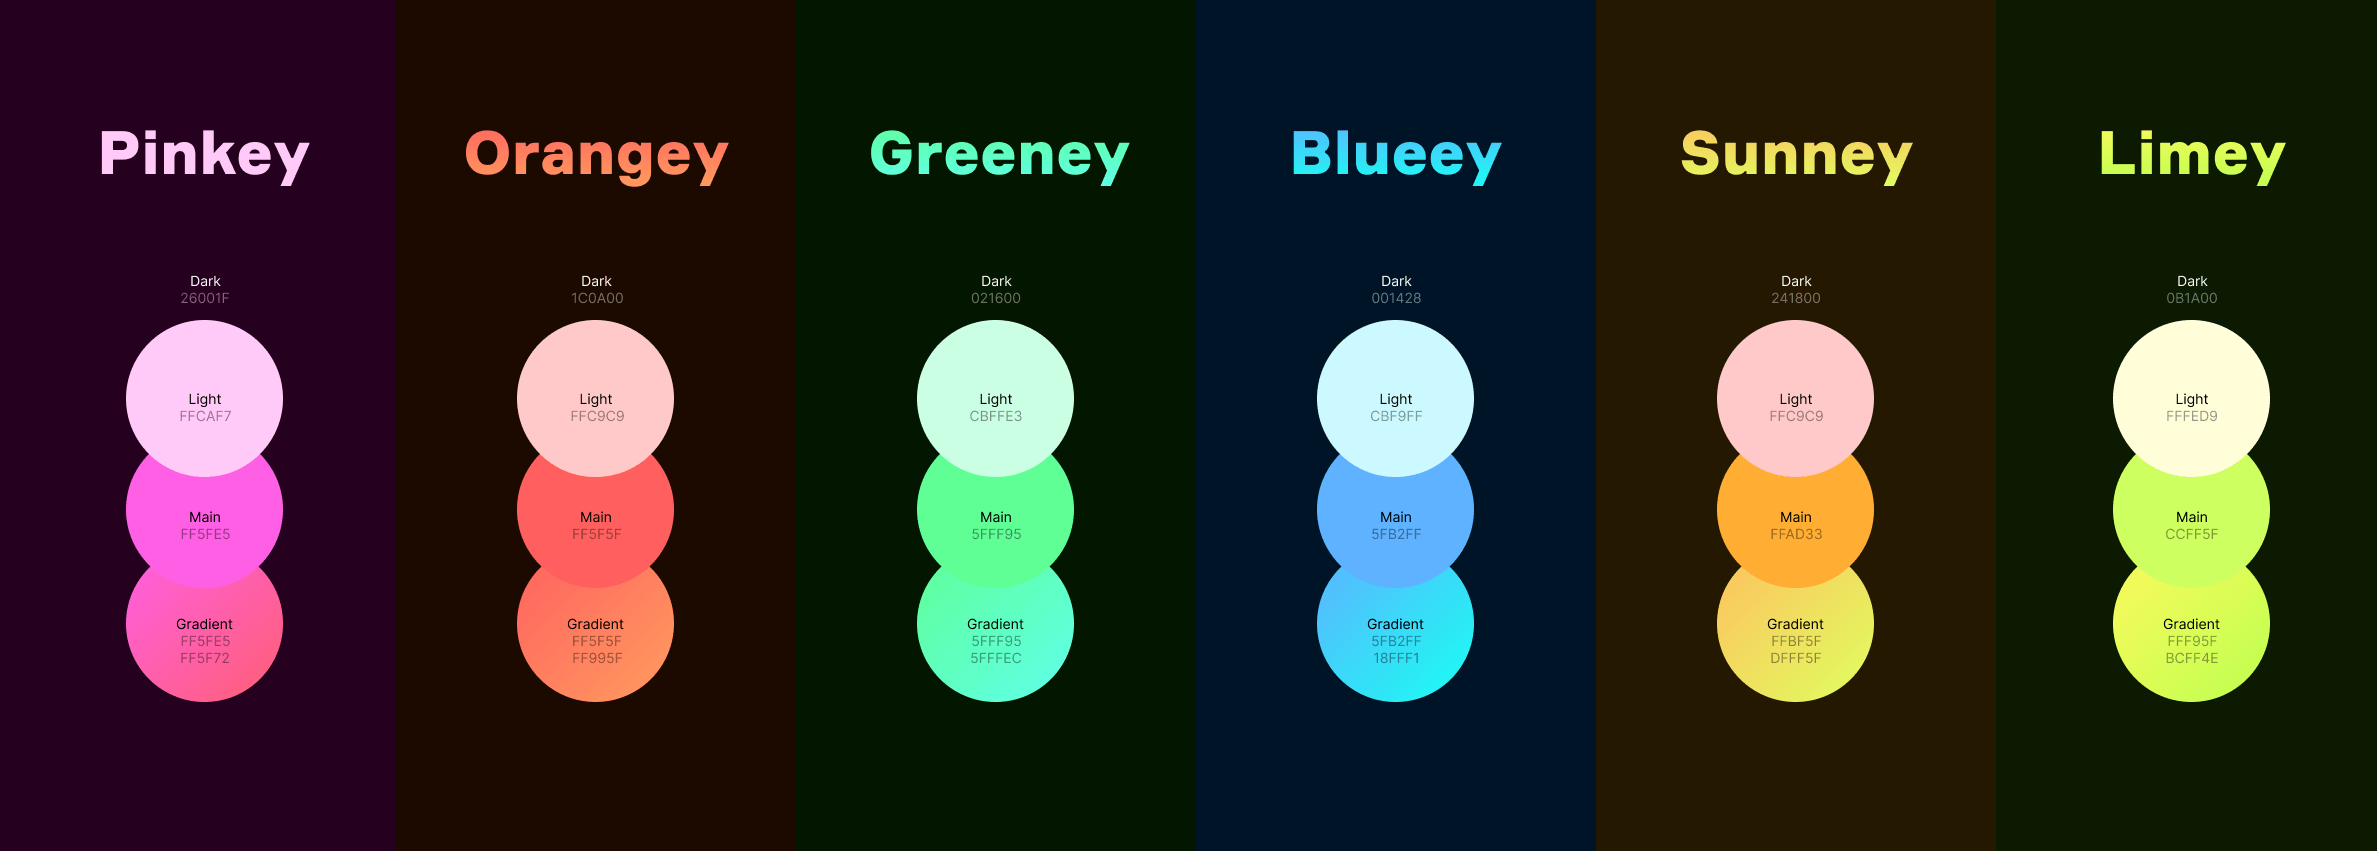 Pinkey
Dark
26001F
Light
FFCAF7
Main
FF5FE5
Gradient
FF5FE5
FF5F72
Orangey
Dark
1C0A00
Light
FFC9C9
Main
FF5F5F
Gradient
FF5F5F
FF995F
Greeney
Dark
021600
Light
CBFFE3
Main
5FFF95
Gradient
5FFF95
5FFFEC
Blueey
Dark
001428
Light
CBF9FF
Main
5FB2FF
Gradient
5FB2FF
18FFF1
Sunney
Dark
241800
Light
FFC9C9
Main
FFAD33
Gradient
FFBF5F
DFFF5F
Limey
Dark
0B1A00
Light
FFFED9
Main
CCFF5F
Gradient
FFF95F
BCFF4E